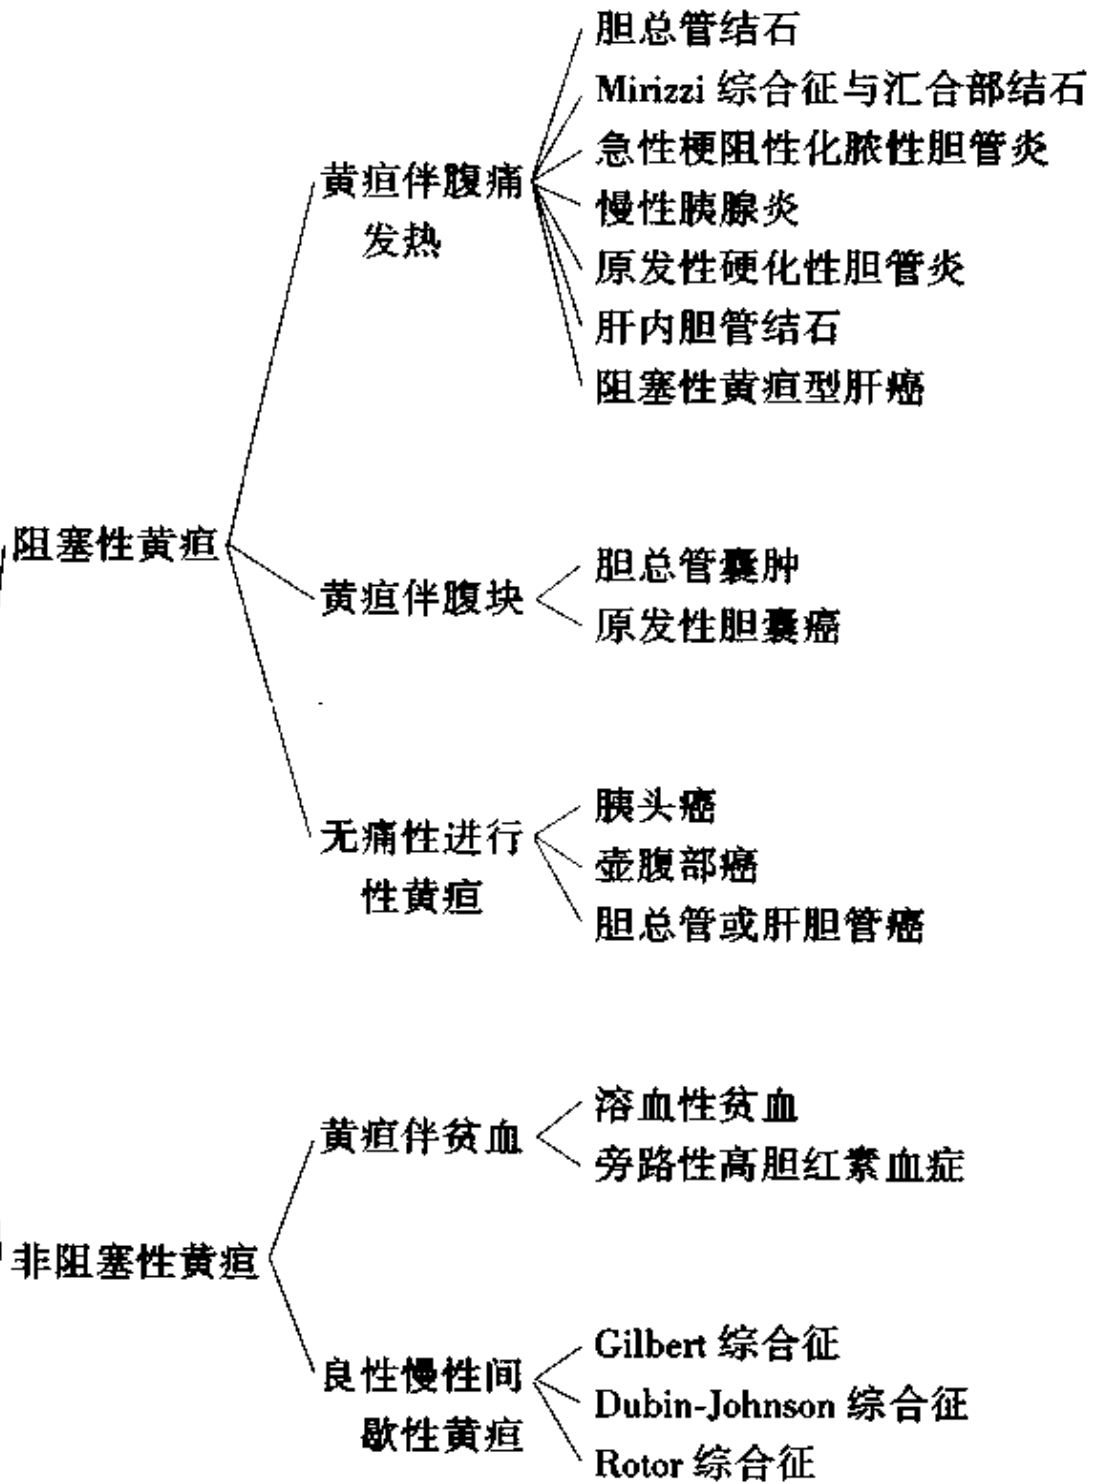 胆总管结石
Mirizzi 综合征与汇合部结石
急性梗阻性化脓性胆管炎
黄疸伴腹痛
发热
慢性胰腺炎
原发性硬化性胆管炎
肝内胆管结石
阻塞性黄疸型肝癌
阻塞性黄疸
胆总管囊肿
黄疸伴腹块
原发性胆囊癌
胰头癌
无痛性进行
性黄疸
壶腹部癌
胆总管或肝胆管癌
溶血性贫血
黄疸伴贫血
旁路性高胆红素血症
非阻塞性黄疸
Gilbert 综合征
良性慢性间
歇性黄疸
Dubin-Johnson 综合征
Rotor 综合征